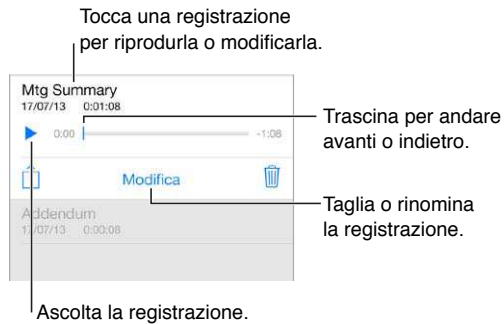 Tocca una registrazione
per riprodurla o modificarla.
Mtg Summary
17/07/13 0:01:08
0:00 -1:08
Trascina per andare
avanti o indietro.
Modifica
Addendum
17/07/13 0:00:08
Taglia o rinomina
la registrazione.
Ascolta la registrazione.